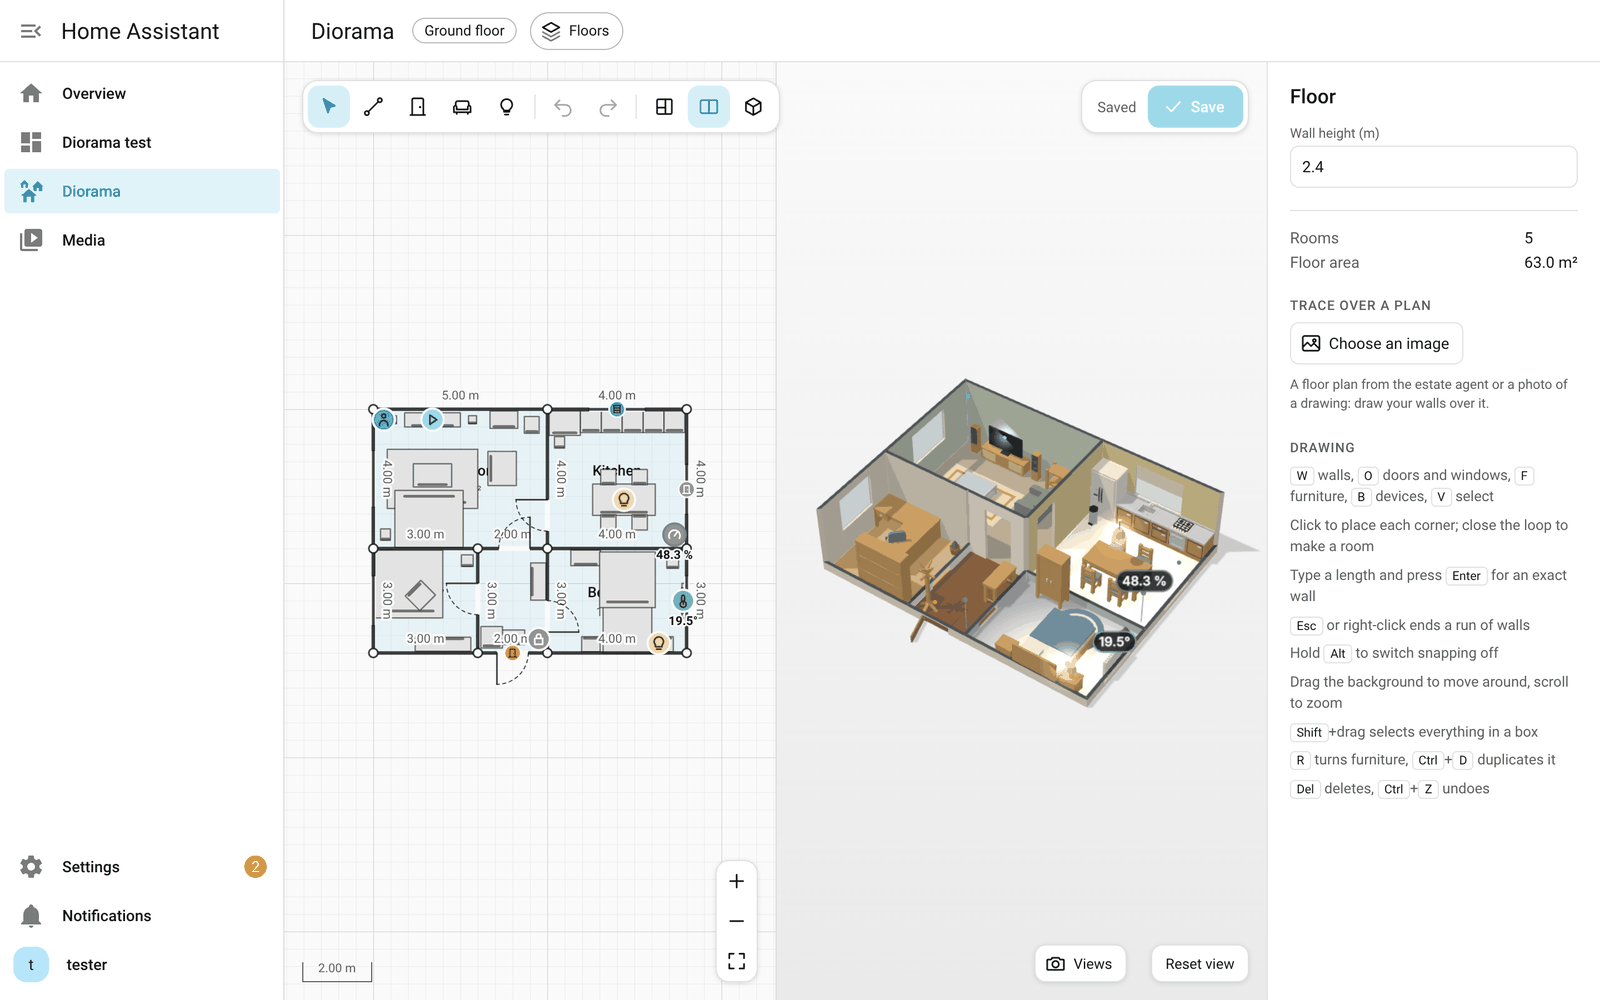 Home Assistant
Diorama
Ground floor
Floors
Overview
Diorama test
Diorama
Media
Settings
2
Notifications
t
tester
Saved
Save
5.00 m
4.00 m
4.00 m
4.00 m
4.00 m
Kitchen
3.00 m
2.00 m
4.00 m
48.3 %
3.00 m
3.00 m
3.00 m
3.00 m
19.5°
3.00 m
2.00 m
4.00 m
2.00 m
48.3 %
19.5°
Views
Reset view
Floor
Wall height (m)
2.4
Rooms
5
Floor area
63.0 m²
TRACE OVER A PLAN
Choose an image
A floor plan from the estate agent or a photo of
a drawing: draw your walls over it.
DRAWING
W walls, O doors and windows, F
furniture, B devices, V select
Click to place each corner; close the loop to
make a room
Type a length and press Enter for an exact
wall
Esc or right-click ends a run of walls
Hold Alt to switch snapping off
Drag the background to move around, scroll
to zoom
Shift+drag selects everything in a box
R turns furniture, Ctrl+D duplicates it
Del deletes, Ctrl+Z undoes